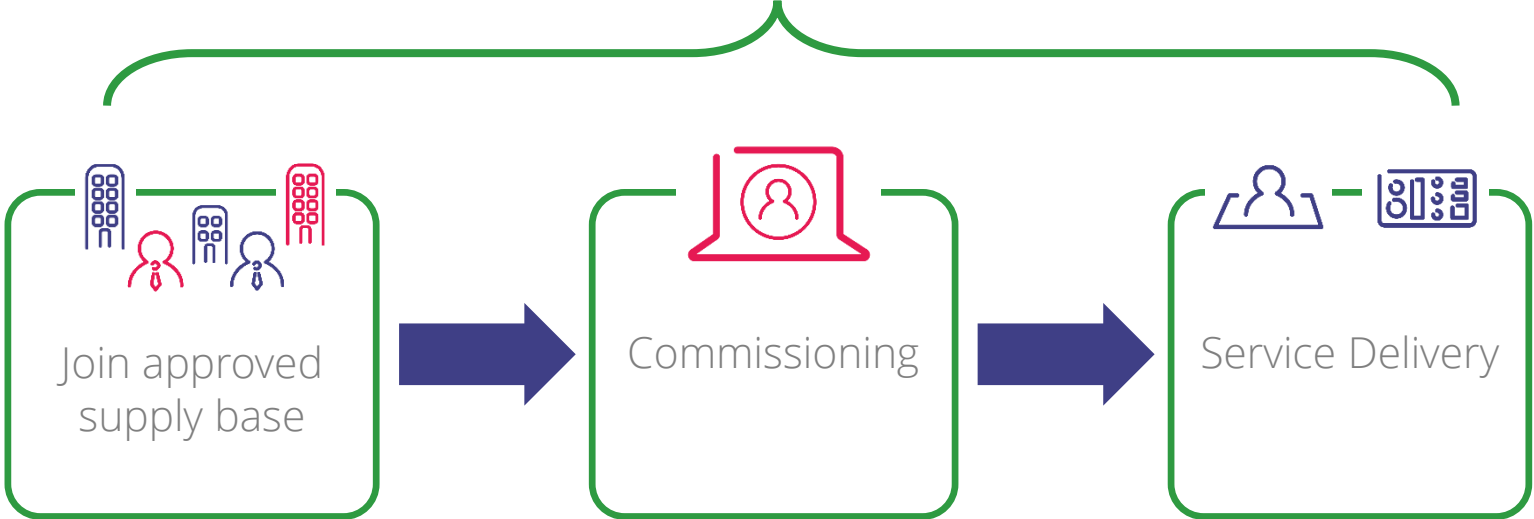 Join approved
supply base
Commissioning
Service Delivery